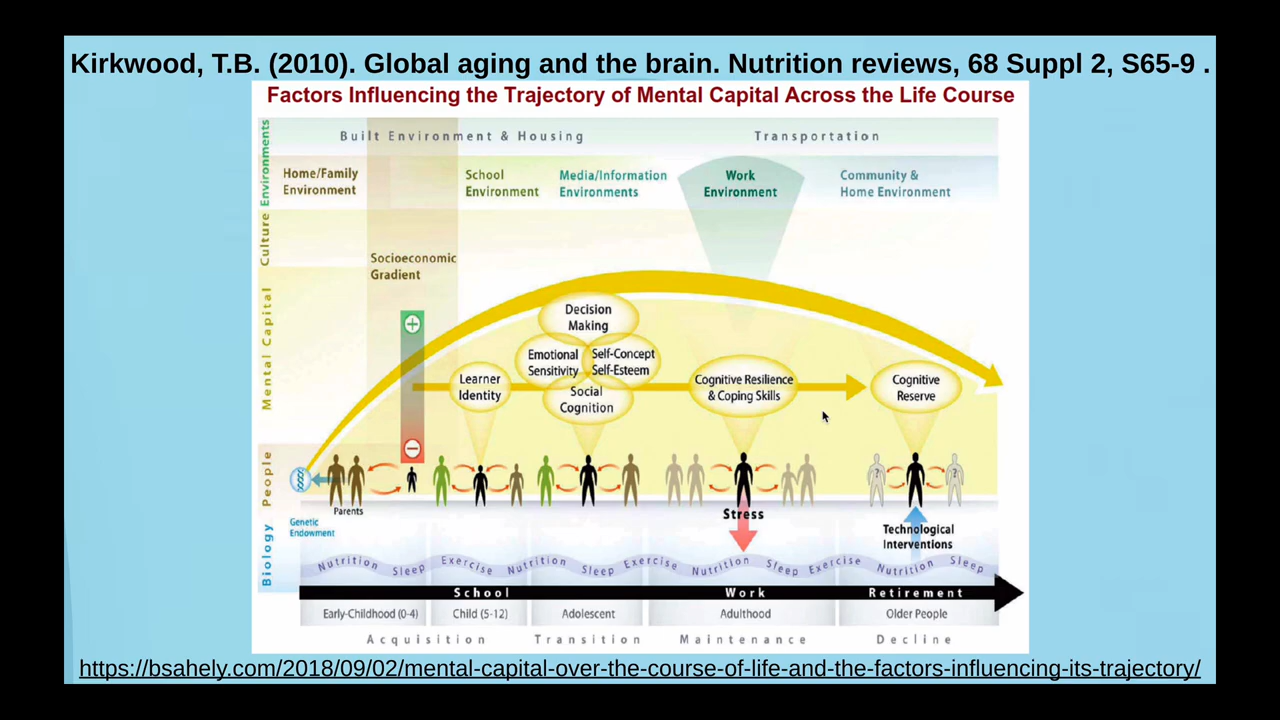 Kirkwood, T.B. (2010). Global aging and the brain. Nutrition reviews, 68 Suppl 2, S65-9 .
Factors Influencing the Trajectory of Mental Capital Across the Life Course
Environments
Built Environment & Housing
Transportation
Home/Family
Environment
School
Environment
Media/Information
Environments
Work
Environment
Community &
Home Environment
Culture
Socioeconomic
Gradient
Mental Capital
+
Decision
Making
Emotional
Sensitivity
Self-Concept
Self-Esteem
Learner
Identity
Social
Cognition
Cognitive Resilience
& Coping Skills
Cognitive
Reserve
−
People
?
?
Parents
Stress
Biology
Genetic
Endowment
Technological
Interventions
Nutrition Sleep Exercise Nutrition Sleep Exercise Nutrition Sleep Exercise Nutrition Sleep
School Work Retirement
Early-Childhood (0-4) Child (5-12) Adolescent Adulthood Older People
Acquisition Transition Maintenance Decline
https://bsahely.com/2018/09/02/mental-capital-over-the-course-of-life-and-the-factors-influencing-its-trajectory/